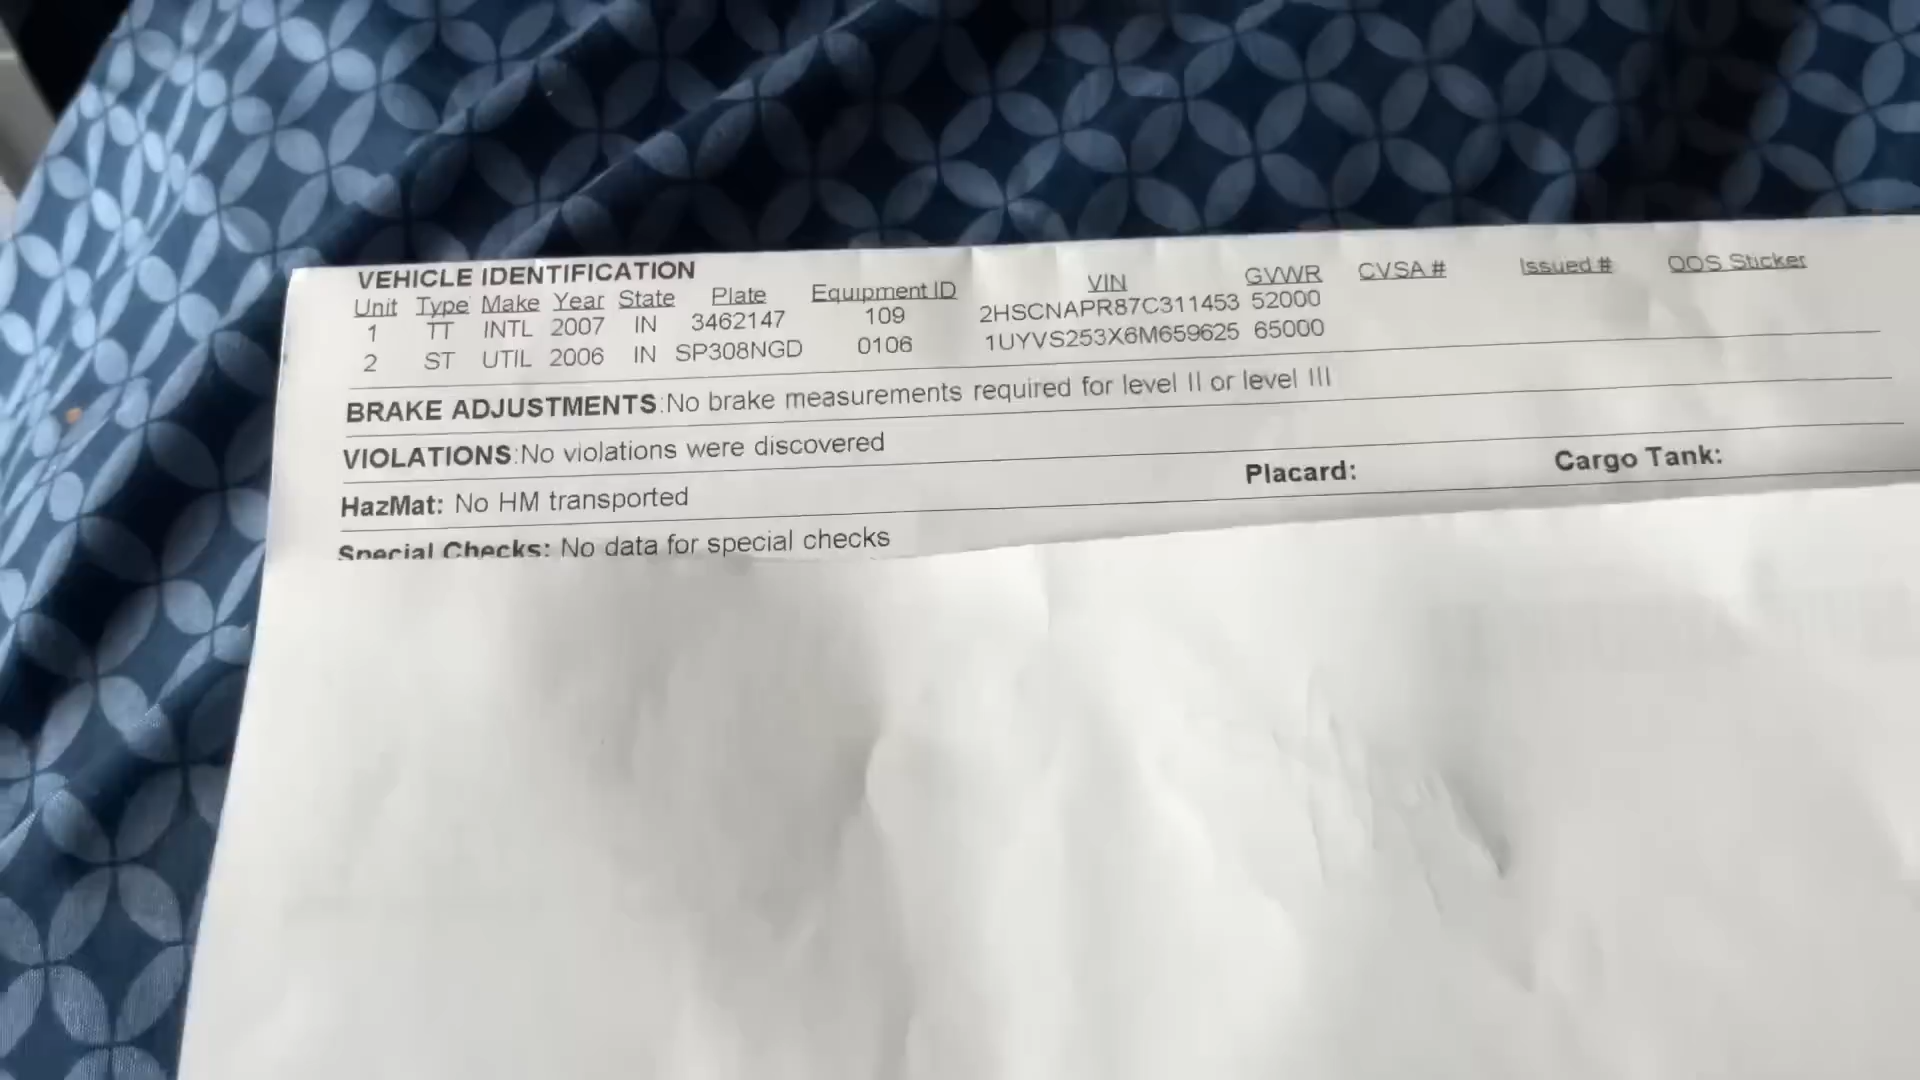 VEHICLE IDENTIFICATION
Unit Type Make Year State Plate Equipment ID VIN GVWR CVSA # Issued # OOS Sticker
1 TT INTL 2007 IN 3462147 109 2HSCNAPR87C311453 52000
2 ST UTIL 2006 IN SP308NGD 0106 1UYVS253X6M659625 65000
BRAKE ADJUSTMENTS:No brake measurements required for level II or level III
VIOLATIONS:No violations were discovered
HazMat: No HM transported Placard: Cargo Tank:
Special Checks: No data for special checks